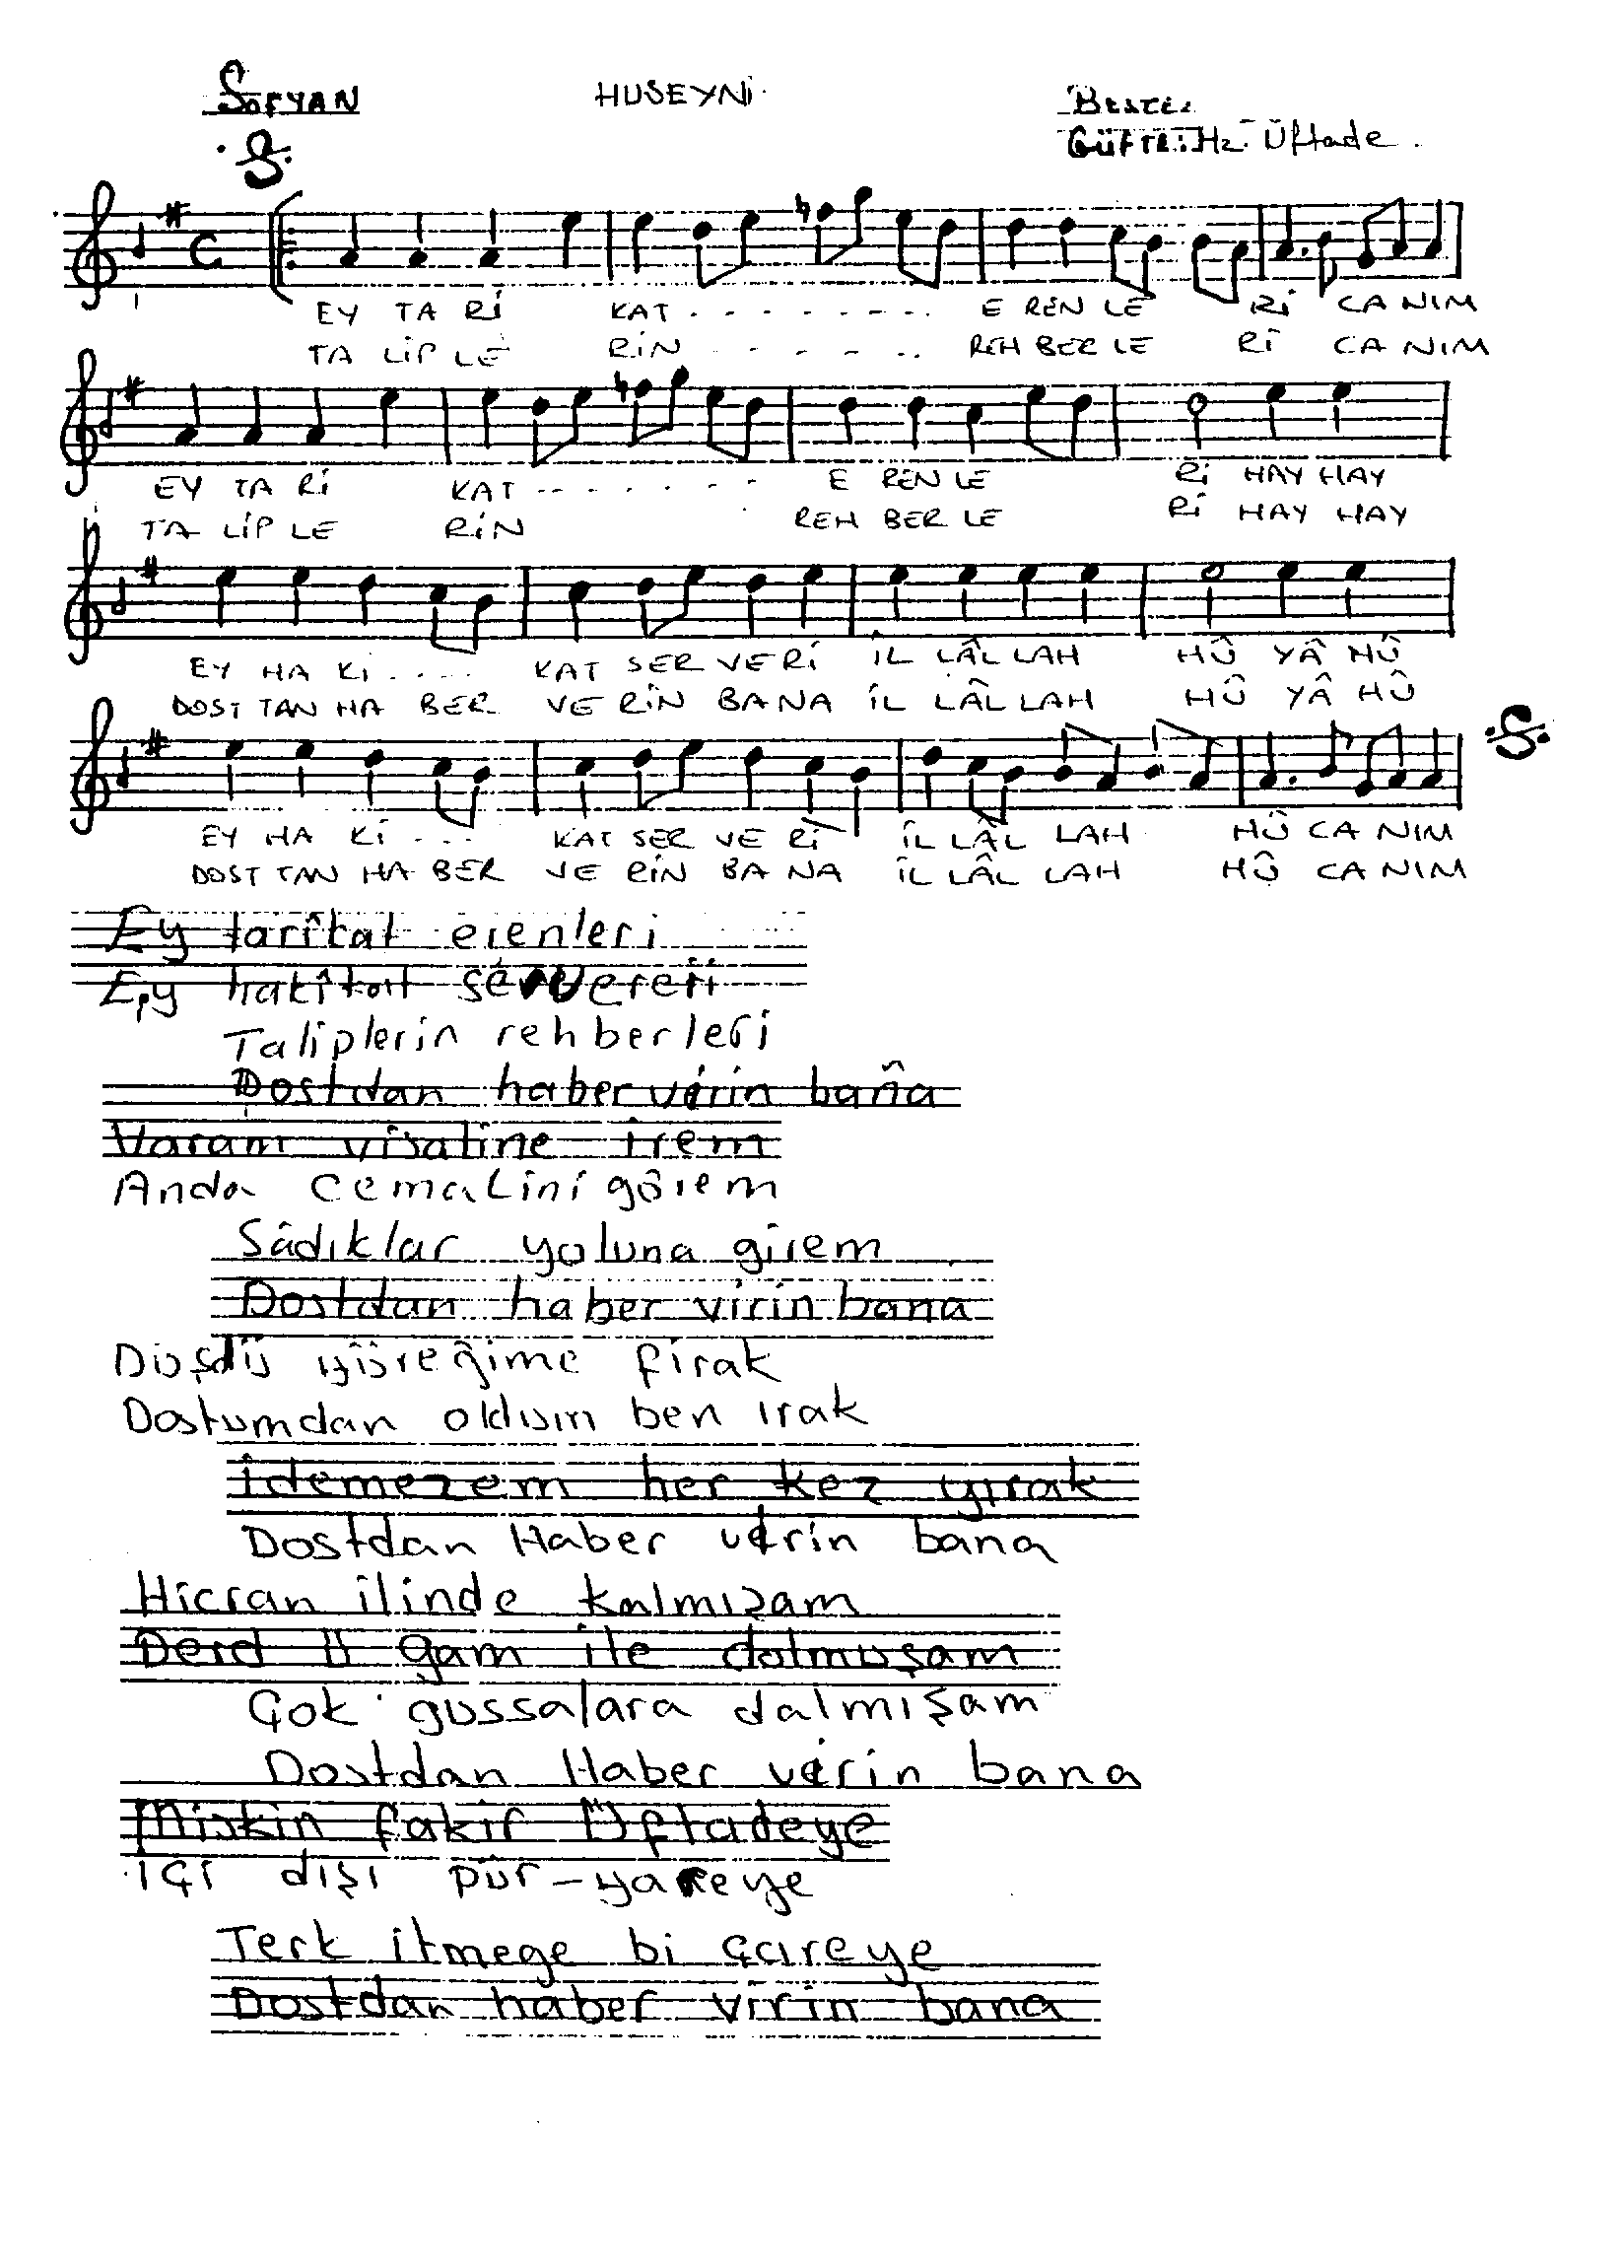 SOFYAN HUSEYNİ BESTE:
GÜFTE: Hz. Üftade.
EY TA Rİ KAT . . . . . . . . . E REN LE Rİ CA NIM
TA LİP LE RİN . . . . . . REH BER LE Rİ CA NIM
EY TA Rİ KAT . . . . . . . E REN LE Rİ HAY HAY
TA LİP LE RİN REH BER LE Rİ HAY HAY
EY HA Kİ . . . . KAT SER VE Rİ İL LÂL LAH HÛ YÂ HÛ
DOST TAN HA BER VE RİN BA NA İL LÂL LAH HÛ YÂ HÛ
EY HA Kİ . . . KAT SER VE Rİ İL LÂL LAH HÛ CA NIM
DOST TAN HA BER VE RİN BA NA İL LÂL LAH HÛ CA NIM
Ey tarîkat erenleri
Ey hakîkat
Taliplerin rehberleri
Dostdan haber virin baña
Varam visaline irem
Anda Cemalini görem
Sâdıklar yoluna girem
Dostdan haber virin bana
Düşdü yüreğime firak
Dostumdan oldum ben ırak
İdemezem her kez yırak
Dostdan Haber virin bana
Hicran ilinde kalmışam
Derd ü gam ile dolmuşam
Çok gussalara dalmışam
Dostdan Haber virin bana
Miskin fakir Üftadeye
İçi dışı pür-yareye
Terk itmege bi çareye
Dostdan haber virin bana